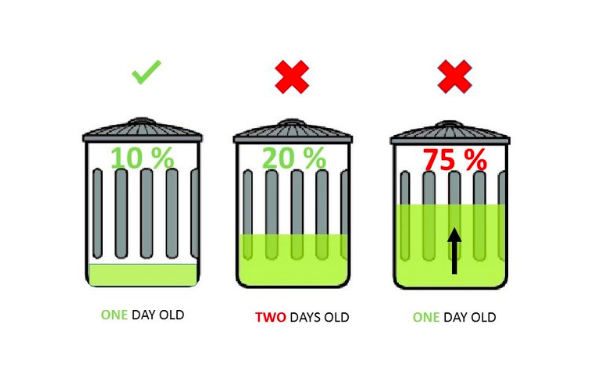 10 % 20 % 75 %
ONE DAY OLD TWO DAYS OLD ONE DAY OLD